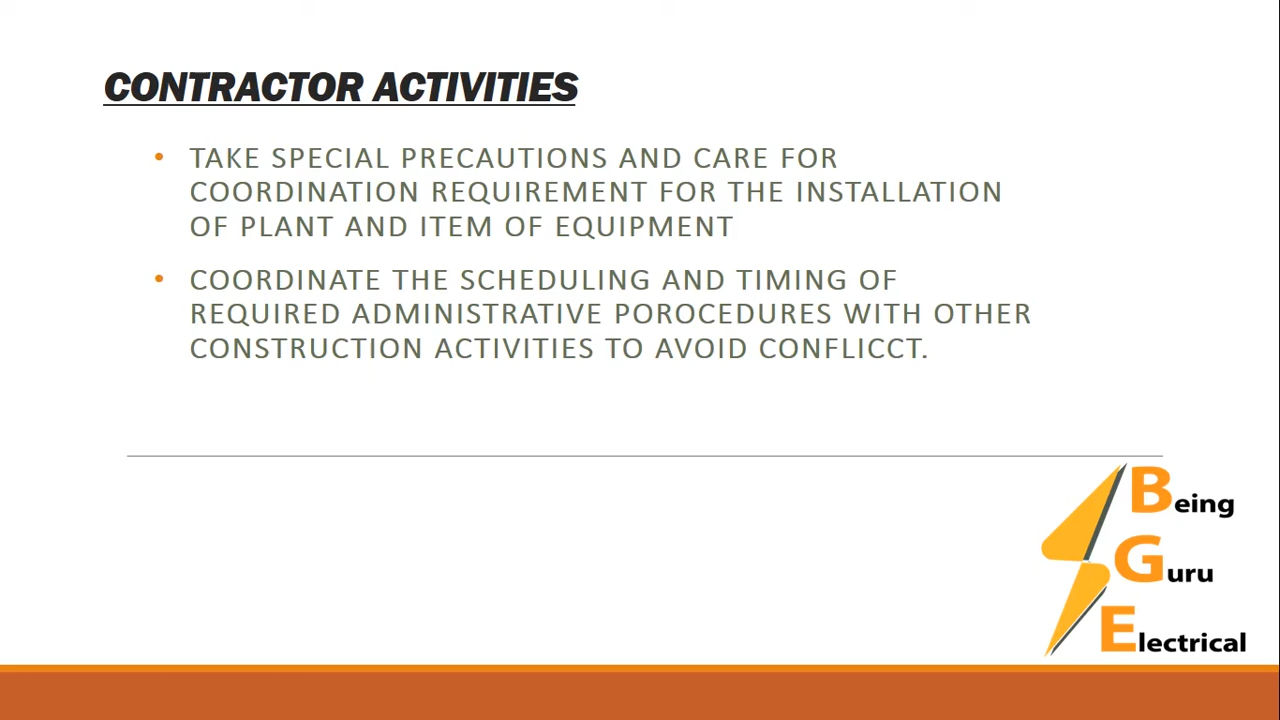 CONTRACTOR ACTIVITIES
• TAKE SPECIAL PRECAUTIONS AND CARE FOR
COORDINATION REQUIREMENT FOR THE INSTALLATION
OF PLANT AND ITEM OF EQUIPMENT
• COORDINATE THE SCHEDULING AND TIMING OF
REQUIRED ADMINISTRATIVE POROCEDURES WITH OTHER
CONSTRUCTION ACTIVITIES TO AVOID CONFLICCT.
Being
Guru
Electrical